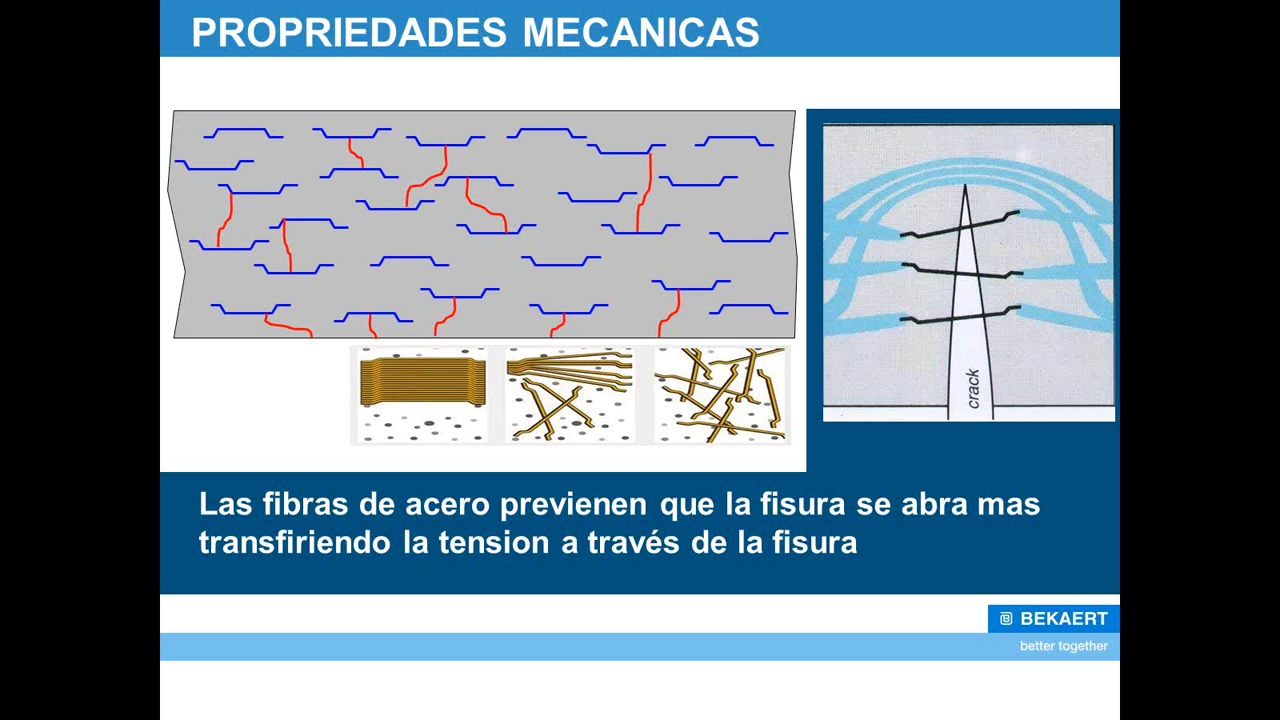 PROPRIEDADES MECANICAS
crack
Las fibras de acero previenen que la fisura se abra mas
transfiriendo la tension a través de la fisura
BEKAERT
better together